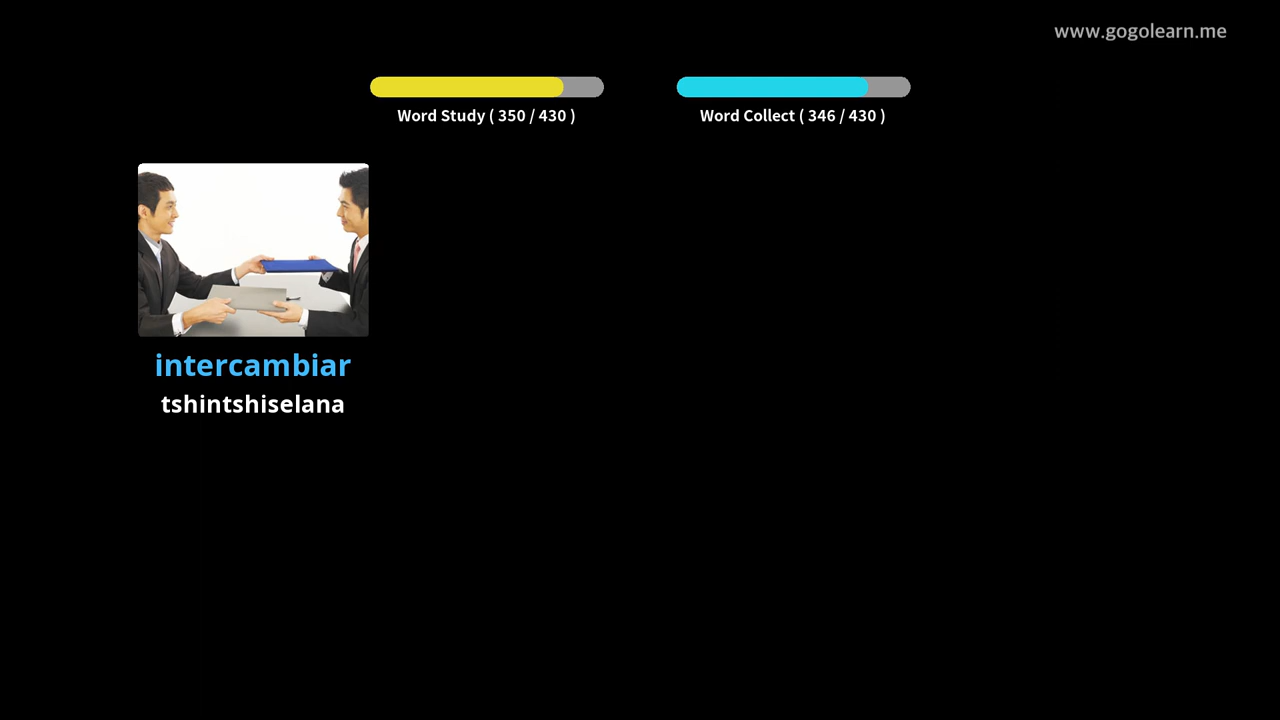 www.gogolearn.me
Word Study ( 350 / 430 )
Word Collect ( 346 / 430 )
intercambiar
tshintshiselana